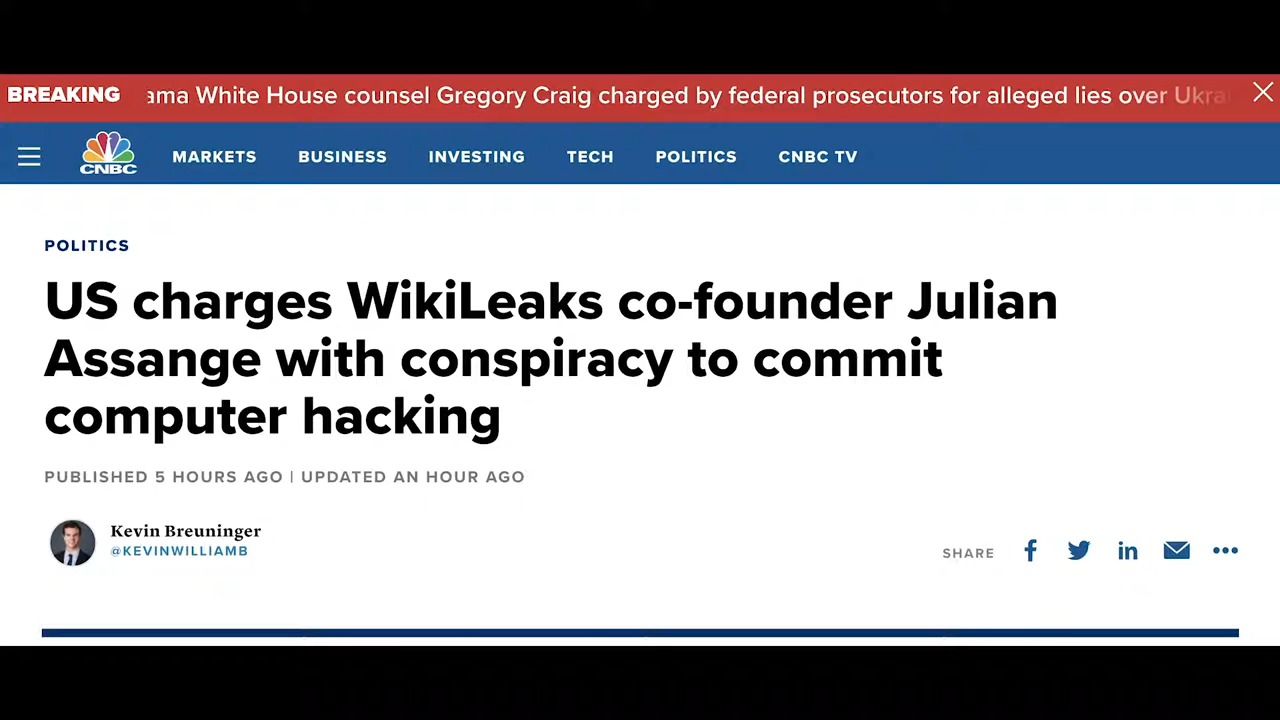 BREAKING ama White House counsel Gregory Craig charged by federal prosecutors for alleged lies over Ukra
CNBC MARKETS BUSINESS INVESTING TECH POLITICS CNBC TV
POLITICS
US charges WikiLeaks co-founder Julian
Assange with conspiracy to commit
computer hacking
PUBLISHED 5 HOURS AGO | UPDATED AN HOUR AGO
Kevin Breuninger
@KEVINWILLIAMB
SHARE